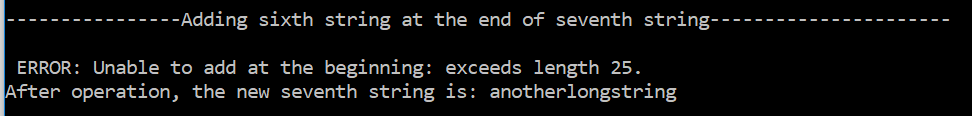 ----------------Adding sixth string at the end of seventh string----------------------
ERROR: Unable to add at the beginning: exceeds length 25.
After operation, the new seventh string is: anotherlongstring